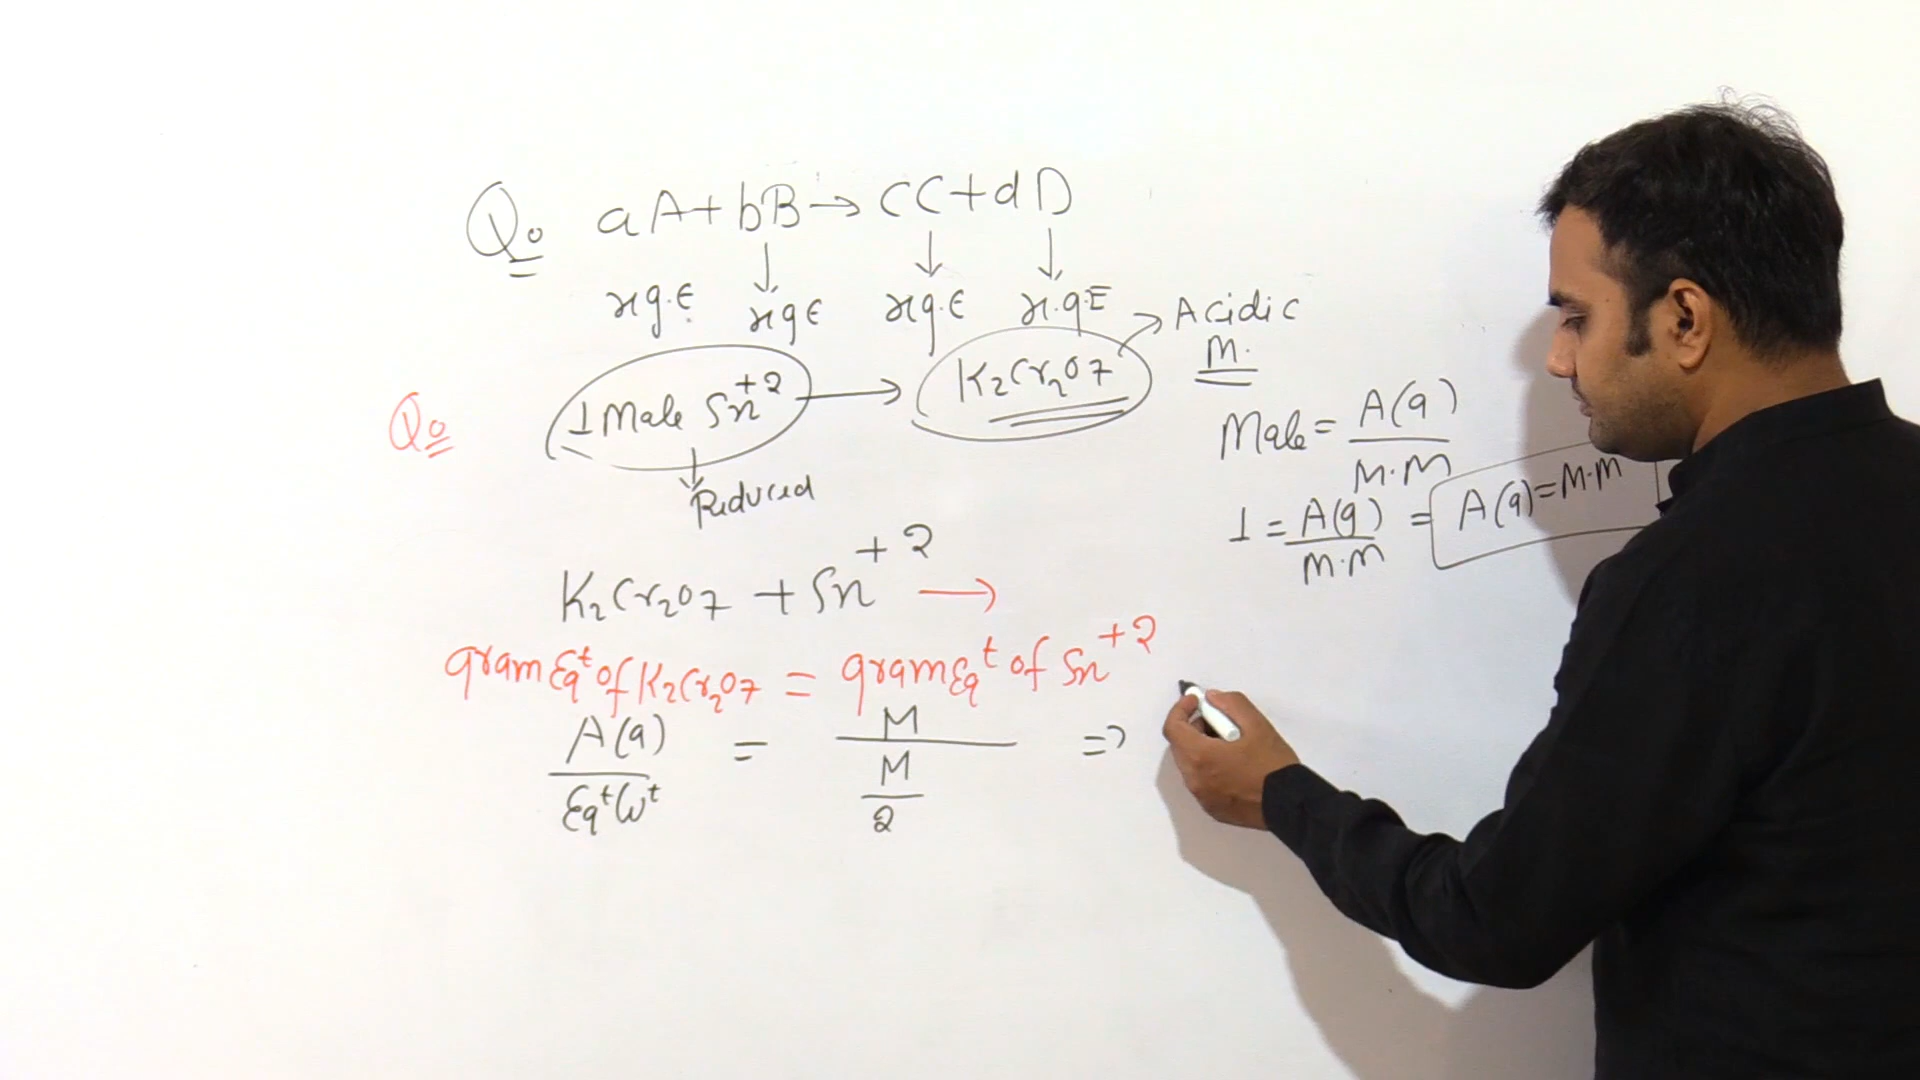 Q. aA + bB → cC + dD
↓ ↓ ↓
x g.E x g E x g.E x.g E
Q. 1 Mole Sn⁺² → K₂Cr₂O₇ → Acidic M.
↓
Reduced
Mole = A(g) / M.M
1 = A(g) / M.M = A(g) = M.M
K₂Cr₂O₇ + Sn⁺² →
gram Eqᵗ of K₂Cr₂O₇ = gram Eqᵗ of Sn⁺²
A(g) / Eqᵗ Wᵗ = M / (M / 2) ⇒